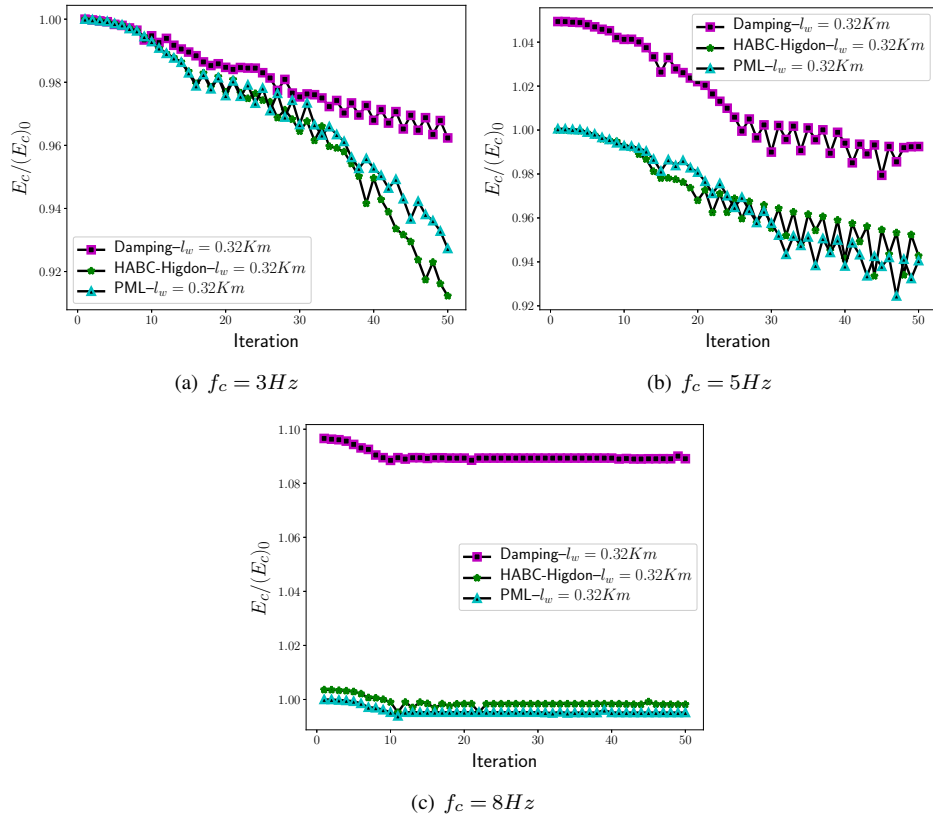 1.00
0.98
0.96
0.94
0.92
E_c/(E_c)_0
Damping–l_w = 0.32Km
HABC-Higdon–l_w = 0.32Km
PML–l_w = 0.32Km
0 10 20 30 40 50
Iteration
(a) f_c = 3Hz
1.04
1.02
1.00
0.98
0.96
0.94
0.92
E_c/(E_c)_0
Damping–l_w = 0.32Km
HABC-Higdon–l_w = 0.32Km
PML–l_w = 0.32Km
0 10 20 30 40 50
Iteration
(b) f_c = 5Hz
1.10
1.08
1.06
1.04
1.02
1.00
E_c/(E_c)_0
Damping–l_w = 0.32Km
HABC-Higdon–l_w = 0.32Km
PML–l_w = 0.32Km
0 10 20 30 40 50
Iteration
(c) f_c = 8Hz